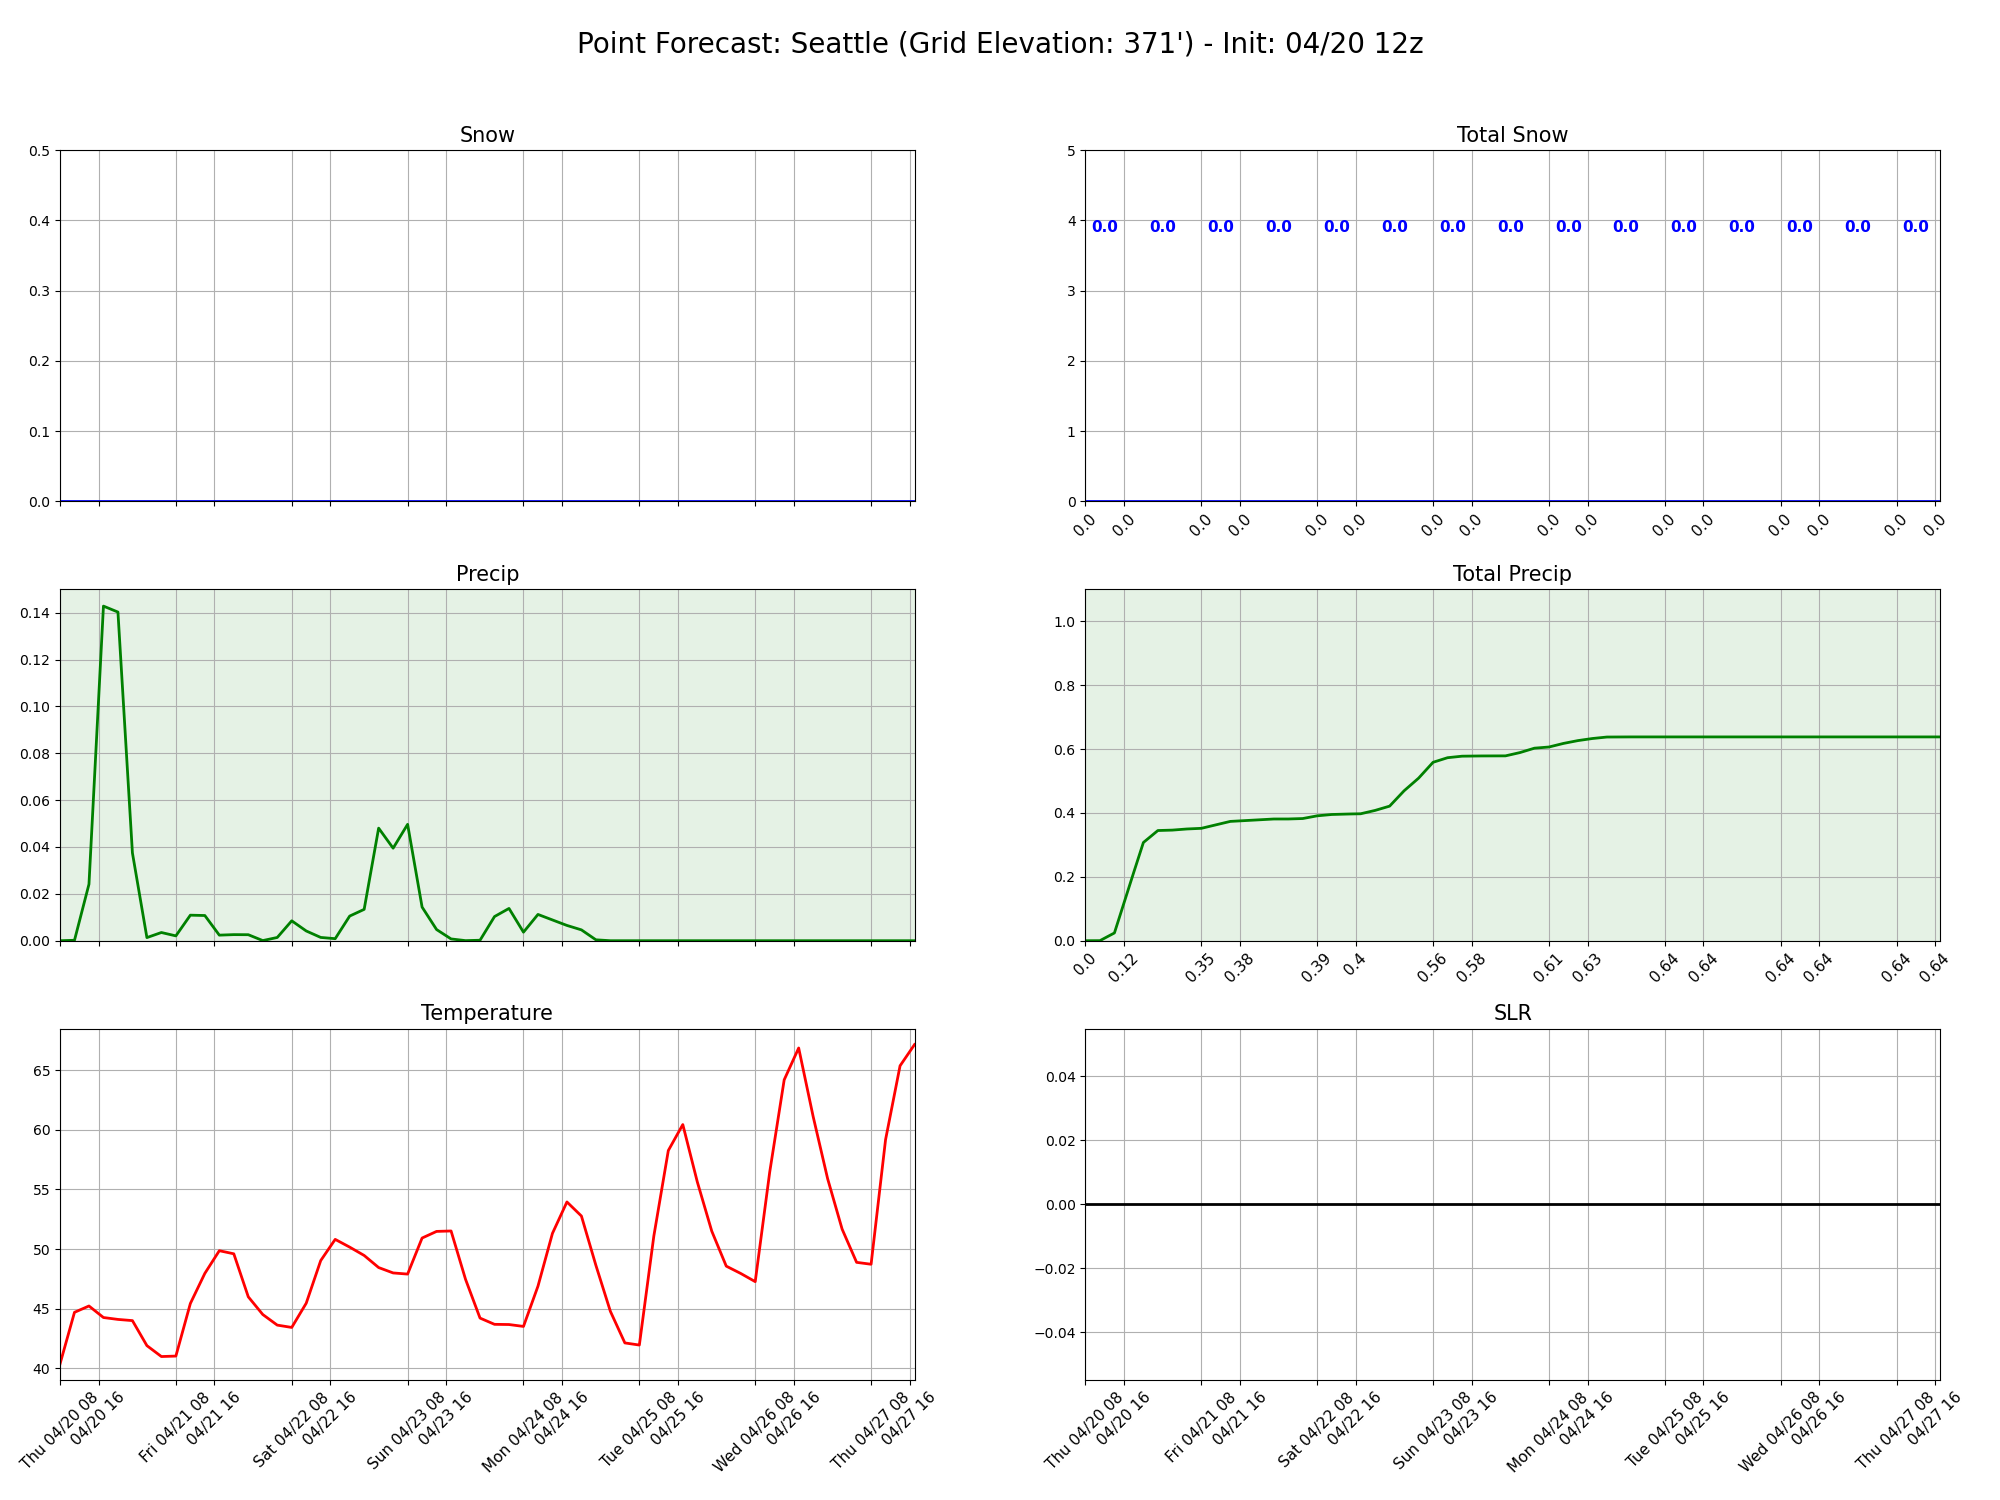 Point Forecast: Seattle (Grid Elevation: 371') - Init: 04/20 12z
Snow
0.5
0.4
0.3
0.2
0.1
0.0
Total Snow
5
4
3
2
1
0
0.0 0.0 0.0 0.0 0.0 0.0 0.0 0.0 0.0 0.0 0.0 0.0 0.0 0.0 0.0
0.0 0.0 0.0 0.0 0.0 0.0 0.0 0.0 0.0 0.0 0.0 0.0 0.0 0.0 0.0 0.0
Precip
0.14
0.12
0.10
0.08
0.06
0.04
0.02
0.00
Total Precip
1.0
0.8
0.6
0.4
0.2
0.0
0.0 0.12 0.35 0.38 0.39 0.4 0.56 0.58 0.61 0.63 0.64 0.64 0.64 0.64 0.64 0.64
Temperature
65
60
55
50
45
40
Thu 04/20 08
04/20 16
Fri 04/21 08
04/21 16
Sat 04/22 08
04/22 16
Sun 04/23 08
04/23 16
Mon 04/24 08
04/24 16
Tue 04/25 08
04/25 16
Wed 04/26 08
04/26 16
Thu 04/27 08
04/27 16
SLR
0.04
0.02
0.00
−0.02
−0.04
Thu 04/20 08
04/20 16
Fri 04/21 08
04/21 16
Sat 04/22 08
04/22 16
Sun 04/23 08
04/23 16
Mon 04/24 08
04/24 16
Tue 04/25 08
04/25 16
Wed 04/26 08
04/26 16
Thu 04/27 08
04/27 16